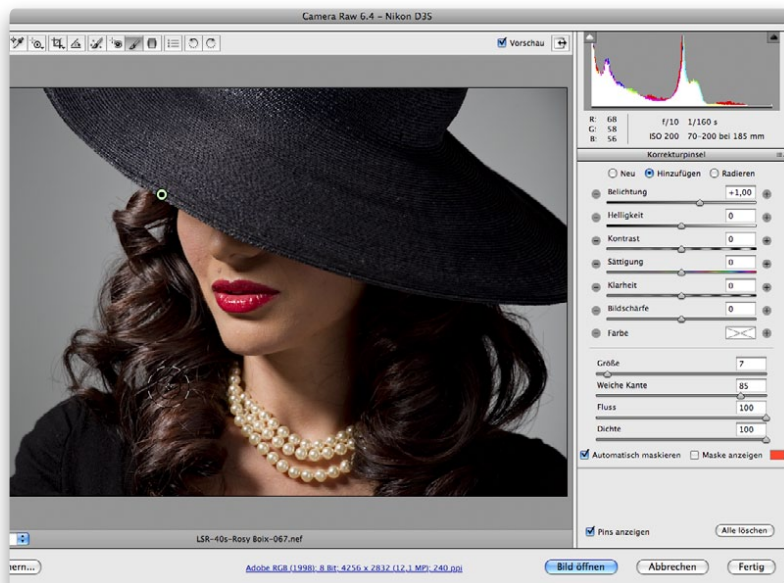 Camera Raw 6.4 – Nikon D3S
Vorschau
R: 68
G: 58
B: 56
f/10 1/160 s
ISO 200 70-200 bei 185 mm
Korrekturpinsel
Neu Hinzufügen Radieren
Belichtung +1,00
Helligkeit 0
Kontrast 0
Sättigung 0
Klarheit 0
Bildschärfe 0
Farbe
Größe 7
Weiche Kante 85
Fluss 100
Dichte 100
Automatisch maskieren Maske anzeigen
Pins anzeigen Alle löschen
LSR-40s-Rosy Boix-067.nef
ern... Adobe RGB (1998); 8 Bit; 4256 x 2832 (12,1 MP); 240 ppi Bild öffnen Abbrechen Fertig